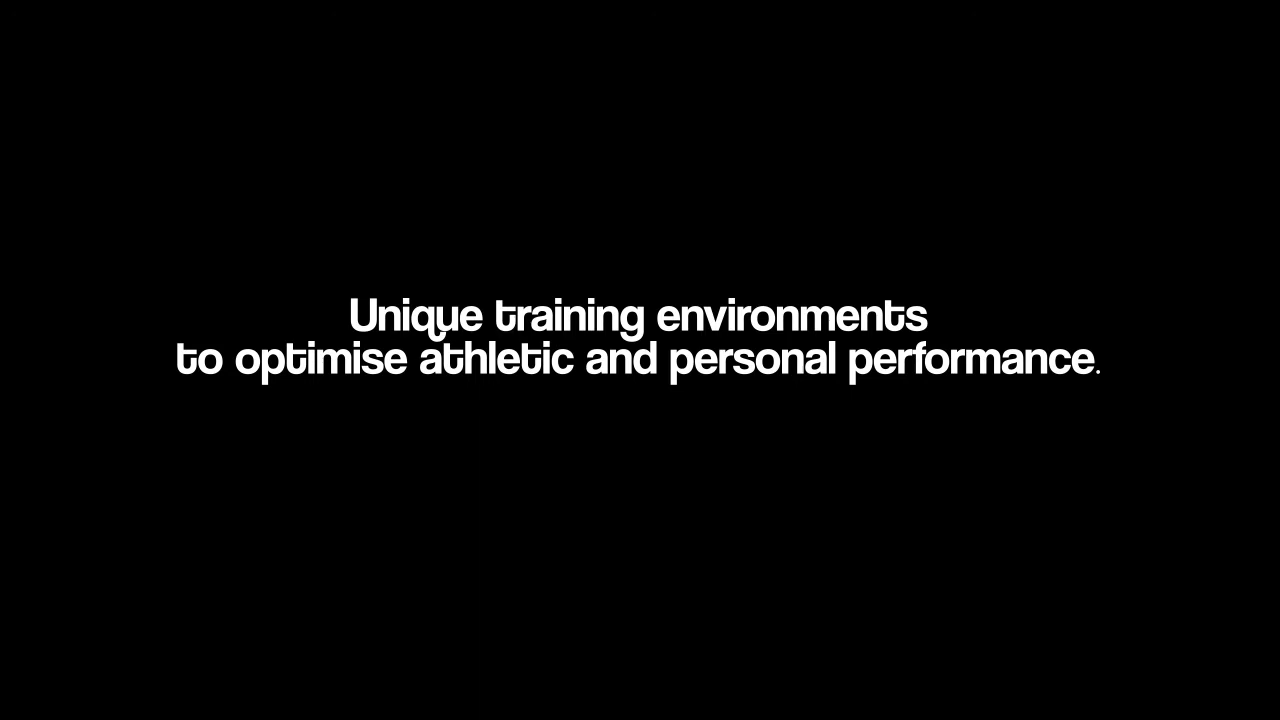 Unique training environments
to optimise athletic and personal performance.